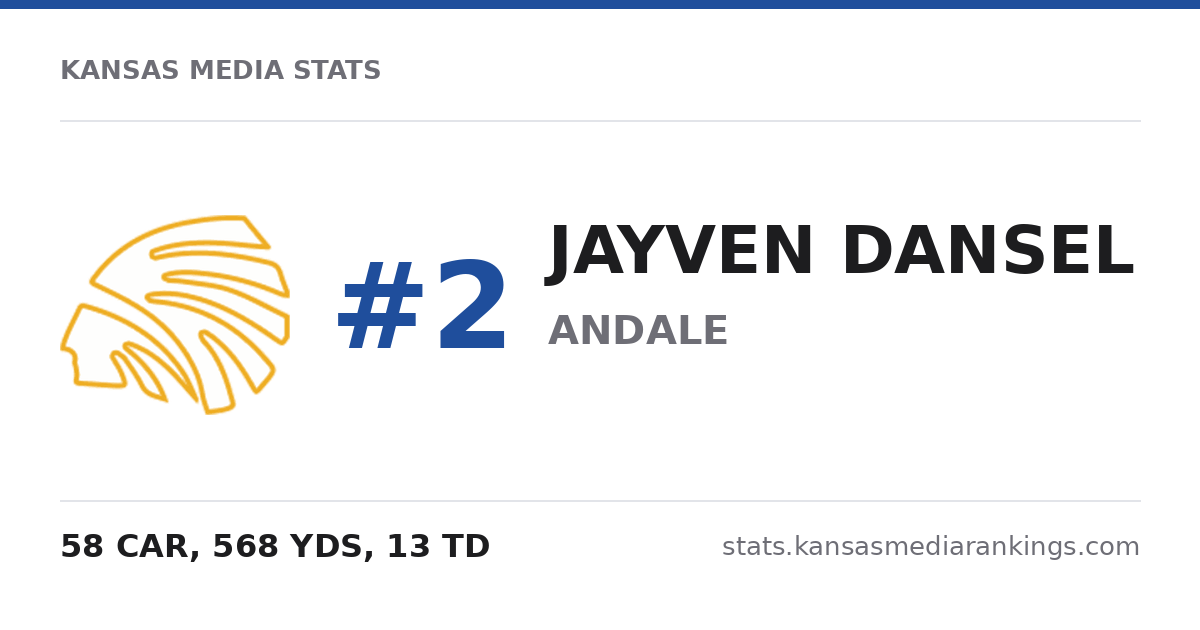 KANSAS MEDIA STATS
#2
JAYVEN DANSEL
ANDALE
58 CAR, 568 YDS, 13 TD
stats.kansasmediarankings.com